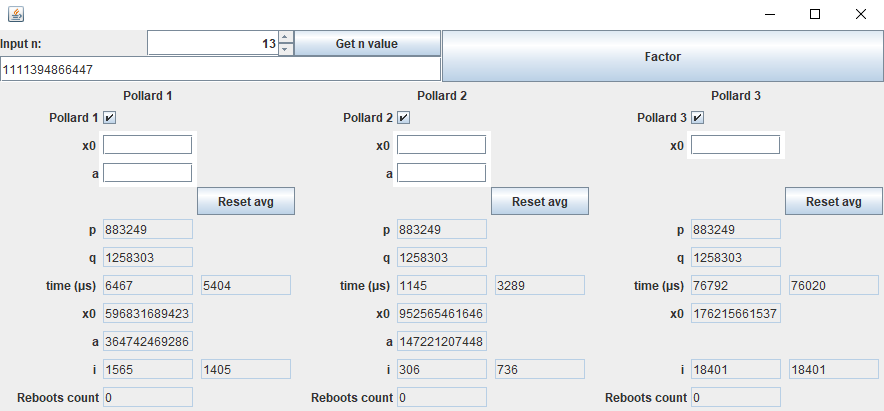 Input n: 13 Get n value Factor
1111394866447
Pollard 1 Pollard 2 Pollard 3
Pollard 1 Pollard 2 Pollard 3
x0 x0 x0
a a
Reset avg Reset avg Reset avg
p 883249 p 883249 p 883249
q 1258303 q 1258303 q 1258303
time (µs) 6467 5404 time (µs) 1145 3289 time (µs) 76792 76020
x0 596831689423 x0 952565461646 x0 176215661537
a 364742469286 a 147221207448
i 1565 1405 i 306 736 i 18401 18401
Reboots count 0 Reboots count 0 Reboots count 0